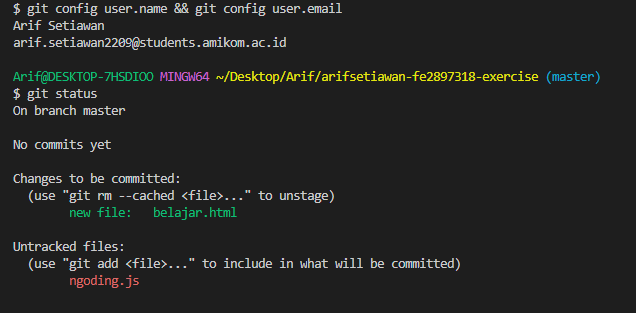 $ git config user.name && git config user.email
Arif Setiawan
arif.setiawan2209@students.amikom.ac.id
Arif@DESKTOP-7HSDIOO MINGW64 ~/Desktop/Arif/arifsetiawan-fe2897318-exercise (master)
$ git status
On branch master
No commits yet
Changes to be committed:
(use "git rm --cached <file>..." to unstage)
new file: belajar.html
Untracked files:
(use "git add <file>..." to include in what will be committed)
ngoding.js